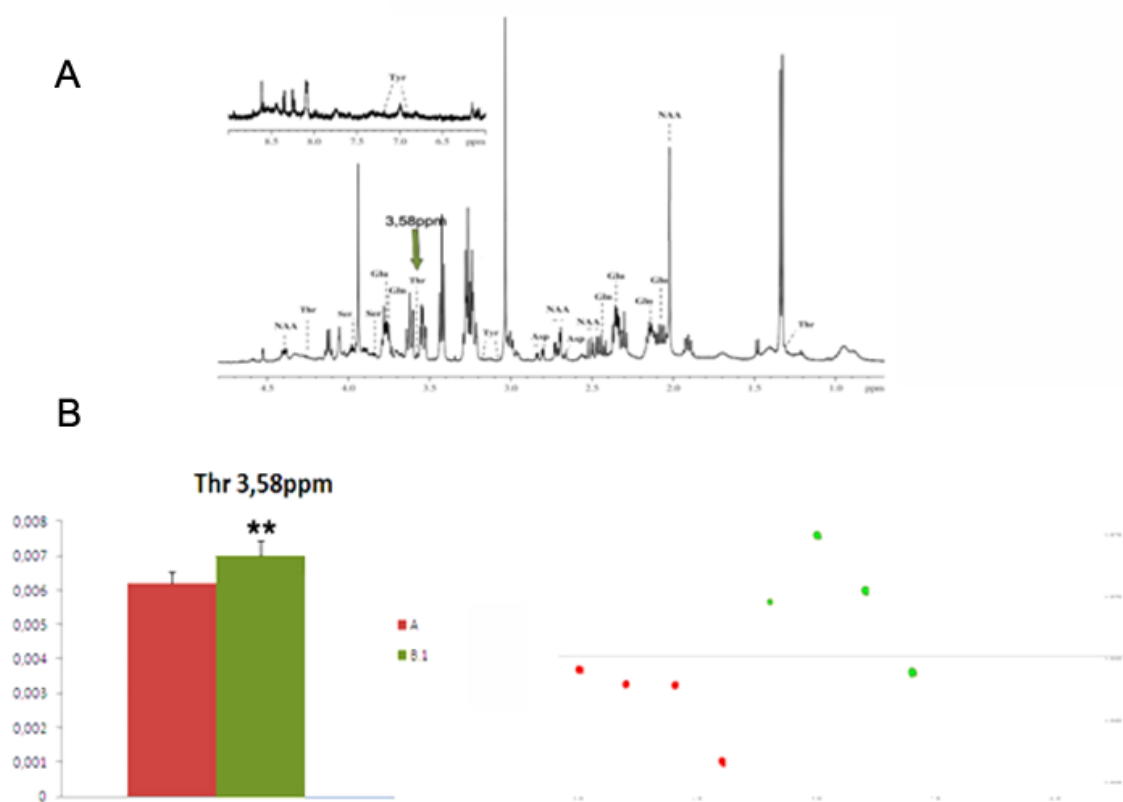 A
Tyr
8.5 8.0 7.5 7.0 6.5 ppm
NAA
3,58ppm
Glu Thr Glu
Gln Gln Glu
NAA Thr Ser Ser Tyr Asp NAA NAA Asp Glu Thr
4.5 4.0 3.5 3.0 2.5 2.0 1.5 1.0 ppm
B
Thr 3,58ppm
**
0,008
0,007
0,006
0,005
0,004
0,003
0,002
0,001
0
A
B.1